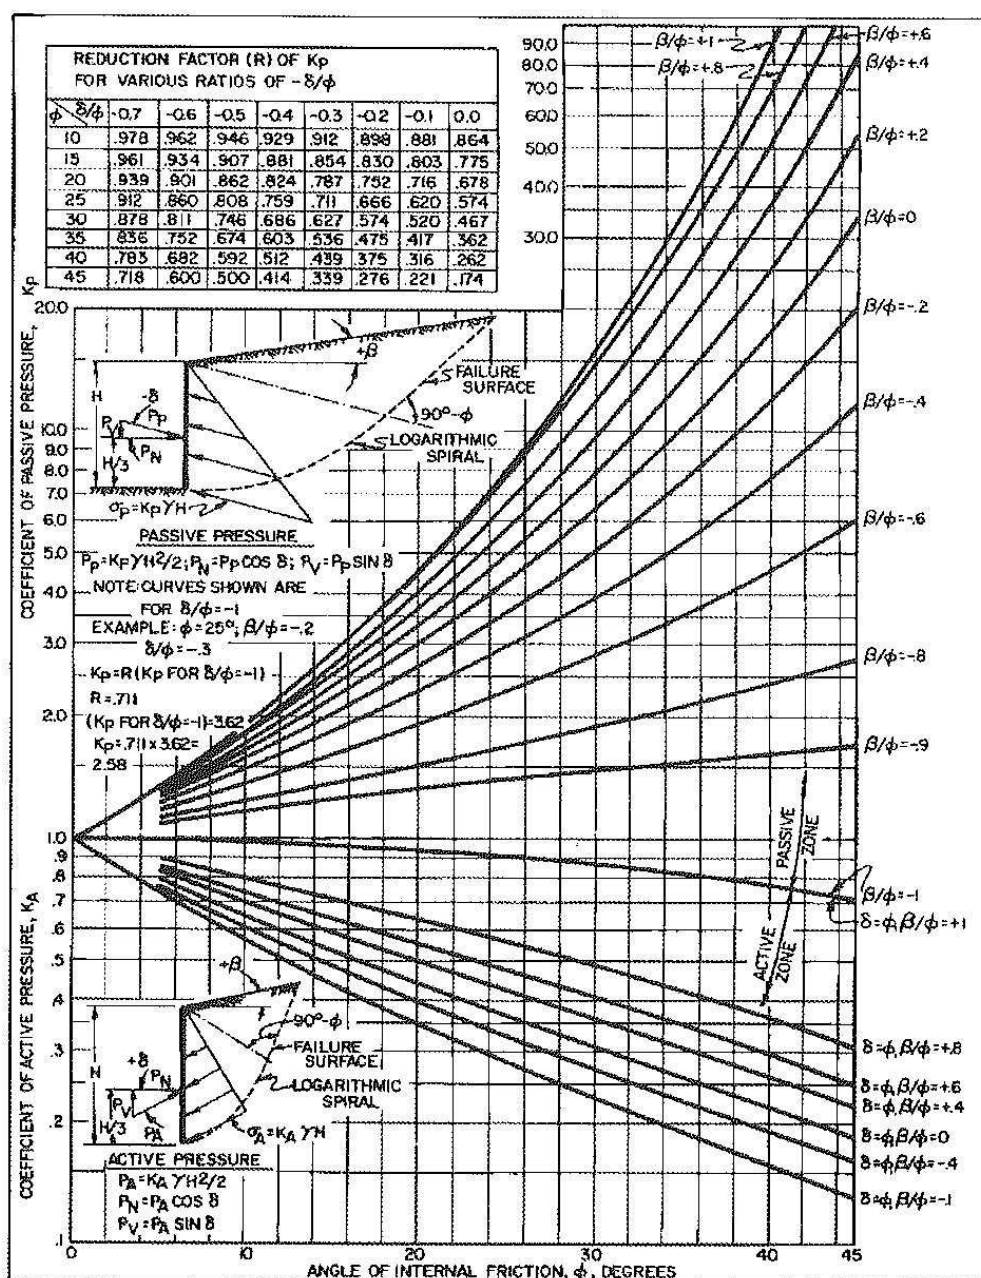 REDUCTION FACTOR (R) OF KP
FOR VARIOUS RATIOS OF -δ/φ
φ δ/φ -0.7 -0.6 -0.5 -0.4 -0.3 -0.2 -0.1 0.0
10 .978 .962 .946 .929 .912 .898 .881 .864
15 .961 .934 .907 .881 .854 .830 .803 .775
20 .939 .901 .862 .824 .787 .752 .716 .678
25 .912 .860 .808 .759 .711 .666 .620 .574
30 .878 .811 .746 .686 .627 .574 .520 .467
35 .836 .752 .674 .603 .536 .475 .417 .362
40 .783 .682 .592 .512 .439 .375 .316 .262
45 .718 .600 .500 .414 .339 .276 .221 .174
β/φ=+1
β/φ=+.8
β/φ=+.6
β/φ=+.4
β/φ=+.2
β/φ=0
β/φ=-.2
β/φ=-.4
β/φ=-.6
β/φ=-.8
β/φ=-.9
β/φ=-1
δ=φ,β/φ=+1
δ=φ,β/φ=+.8
δ=φ,β/φ=+.6
δ=φ,β/φ=+.4
δ=φ,β/φ=0
δ=φ,β/φ=-.4
δ=φ,β/φ=-1
90.0
80.0
70.0
60.0
50.0
40.0
30.0
20.0
10.0
9.0
8.0
7.0
6.0
5.0
4.0
3.0
2.0
1.0
.9
.8
.7
.6
.5
.4
.3
.2
.1
COEFFICIENT OF PASSIVE PRESSURE, KP
COEFFICIENT OF ACTIVE PRESSURE, KA
+β
H
-δ
PP
PV
PN
H/3
FAILURE
SURFACE
90°-φ
LOGARITHMIC
SPIRAL
σP=KPγH
PASSIVE PRESSURE
PP=KPγH²/2; PN=PP COS δ; PV=PP SIN δ
NOTE: CURVES SHOWN ARE
FOR δ/φ=-1
EXAMPLE: φ=25°; β/φ=-.2
δ/φ=-.3
KP=R(KP FOR δ/φ=-1)
R=.711
(KP FOR δ/φ=-1)=3.62
KP=.711x3.62=
2.58
PASSIVE
ZONE
ACTIVE
ZONE
+β
H
+δ
PN
PV
PA
H/3
90°-φ
FAILURE
SURFACE
LOGARITHMIC
SPIRAL
σA=KAγH
ACTIVE PRESSURE
PA=KAγH²/2
PN=PA COS δ
PV=PA SIN δ
0 10 20 30 40 45
ANGLE OF INTERNAL FRICTION, φ, DEGREES